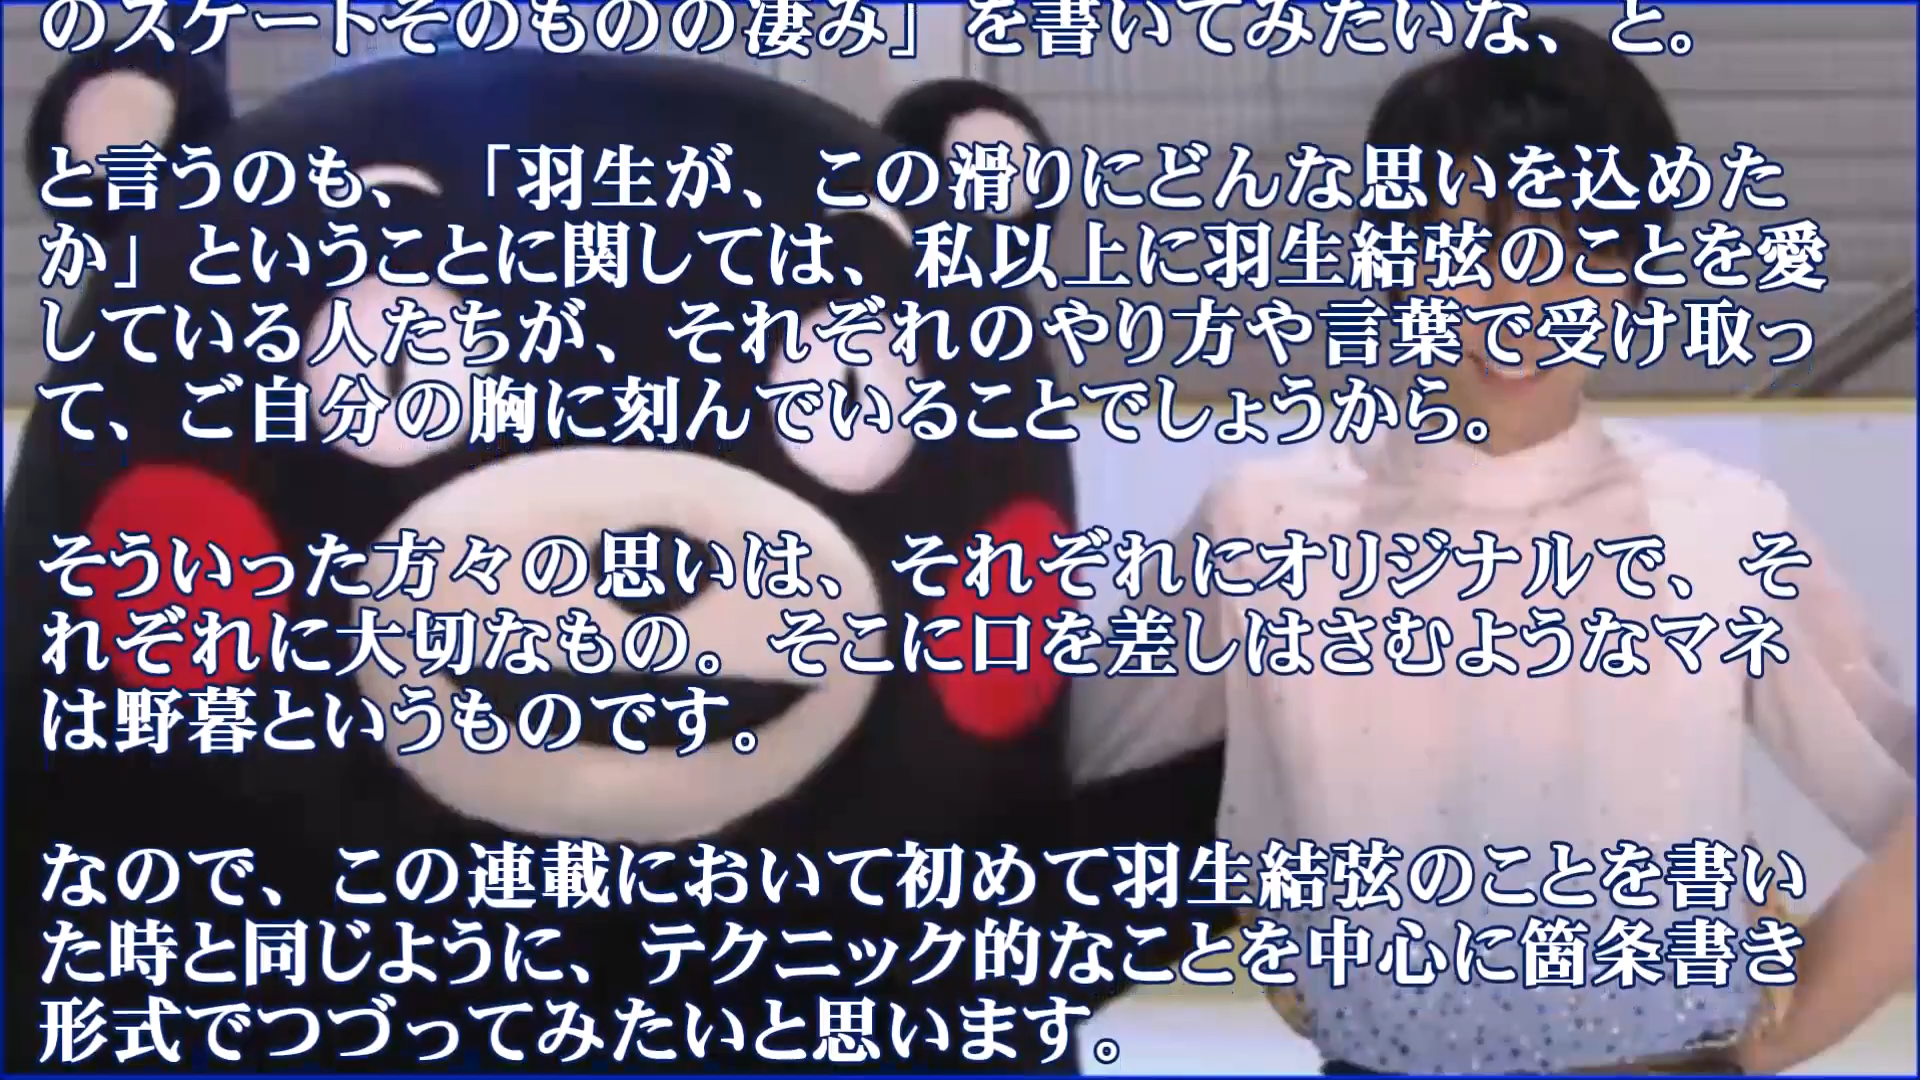 のスケートそのものの凄み」を書いてみたいな、と。
と言うのも、「羽生が、この滑りにどんな思いを込めた
か」ということに関しては、私以上に羽生結弦のことを愛
している人たちが、それぞれのやり方や言葉で受け取っ
て、ご自分の胸に刻んでいることでしょうから。
そういった方々の思いは、それぞれにオリジナルで、そ
れぞれに大切なもの。そこに口を差しはさむようなマネ
は野暮というものです。
なので、この連載において初めて羽生結弦のことを書い
た時と同じように、テクニック的なことを中心に箇条書き
形式でつづってみたいと思います。